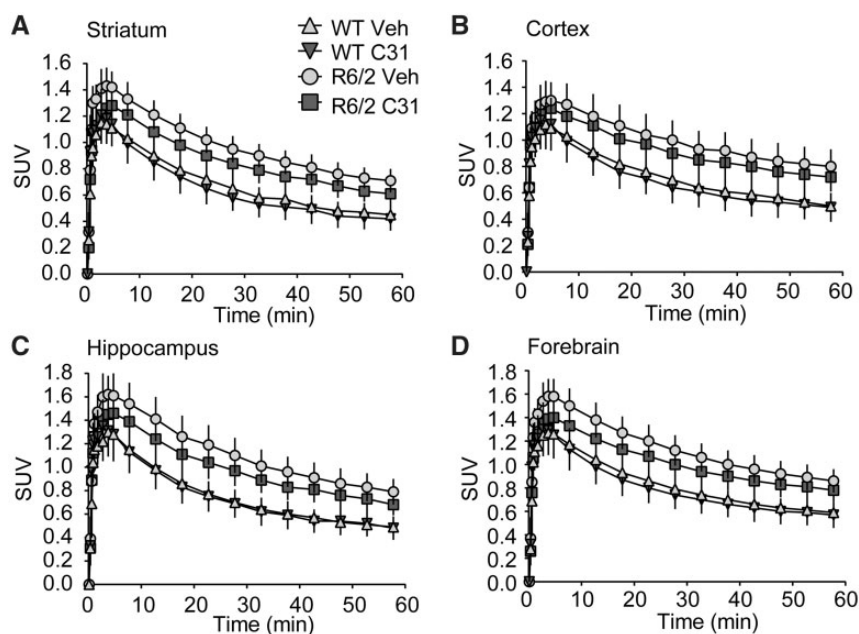 A Striatum
WT Veh
WT C31
R6/2 Veh
R6/2 C31
SUV
1.6
1.4
1.2
1.0
0.8
0.6
0.4
0.2
0.0
0 10 20 30 40 50 60
Time (min)
B Cortex
SUV
1.6
1.4
1.2
1.0
0.8
0.6
0.4
0.2
0.0
0 10 20 30 40 50 60
Time (min)
C Hippocampus
SUV
1.8
1.6
1.4
1.2
1.0
0.8
0.6
0.4
0.2
0.0
0 10 20 30 40 50 60
Time (min)
D Forebrain
SUV
1.8
1.6
1.4
1.2
1.0
0.8
0.6
0.4
0.2
0.0
0 10 20 30 40 50 60
Time (min)